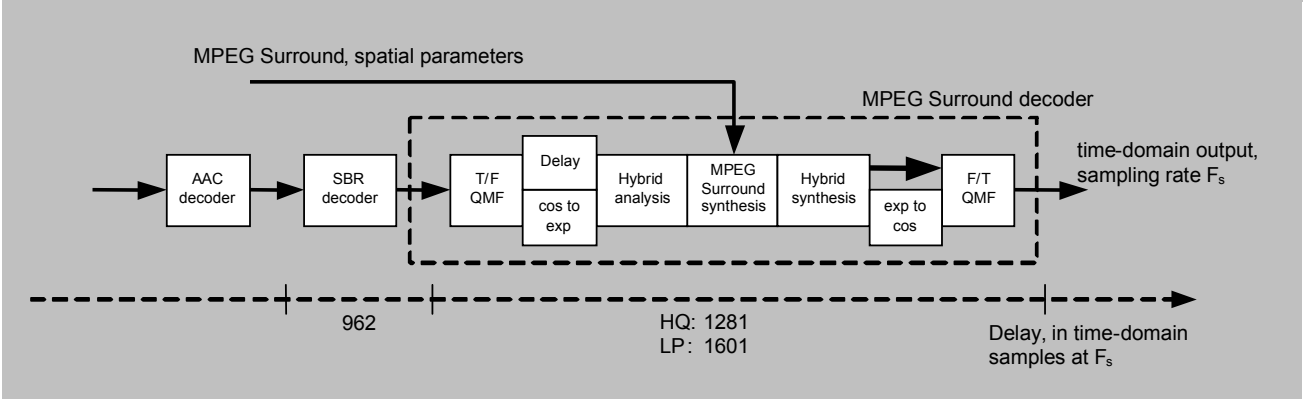 MPEG Surround, spatial parameters
MPEG Surround decoder
AAC
decoder
SBR
decoder
T/F
QMF
Delay
cos to
exp
Hybrid
analysis
MPEG
Surround
synthesis
Hybrid
synthesis
exp to
cos
F/T
QMF
time-domain output,
sampling rate Fₛ
962
HQ: 1281
LP: 1601
Delay, in time-domain
samples at Fₛ